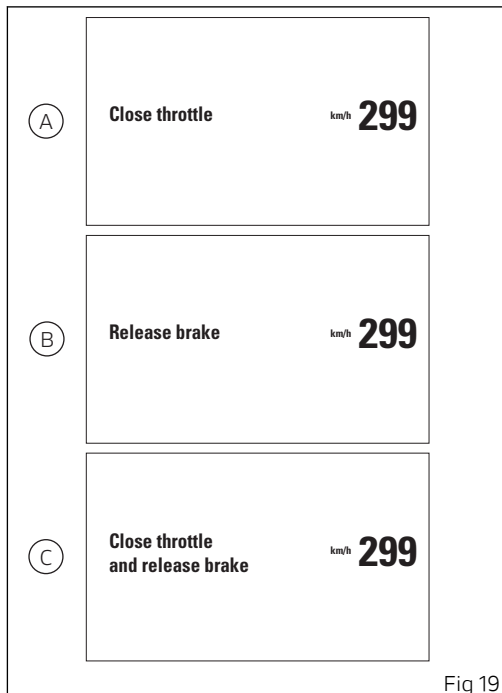 A
Close throttle
km/h 299
B
Release brake
km/h 299
C
Close throttle
and release brake
km/h 299
Fig 19